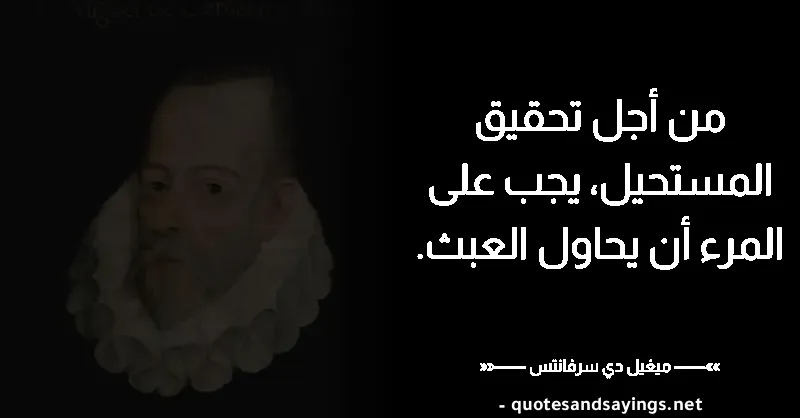 من أجل تحقيق
المستحيل، يجب على
المرء أن يحاول العبث.
»—— ميغيل دي سرفانتس ——««
- quotesandsayings.net